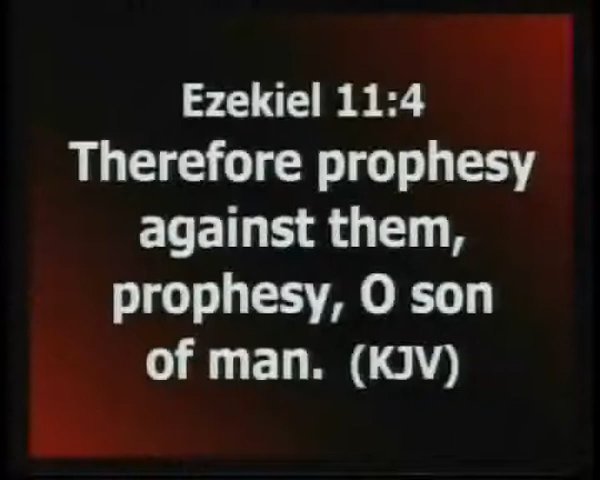 Ezekiel 11:4
Therefore prophesy
against them,
prophesy, O son
of man.  (KJV)